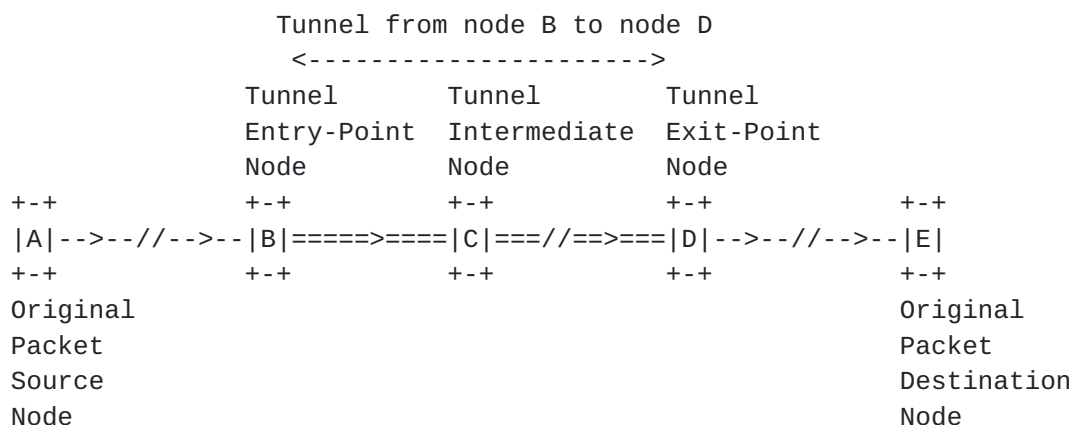 Tunnel from node B to node D
<---------------------->
Tunnel Tunnel Tunnel
Entry-Point Intermediate Exit-Point
Node Node Node
+-+ +-+ +-+ +-+ +-+
|A|-->--//-->--|B|=====>====|C|===//==>===|D|-->--//-->--|E|
+-+ +-+ +-+ +-+ +-+
Original Original
Packet Packet
Source Destination
Node Node